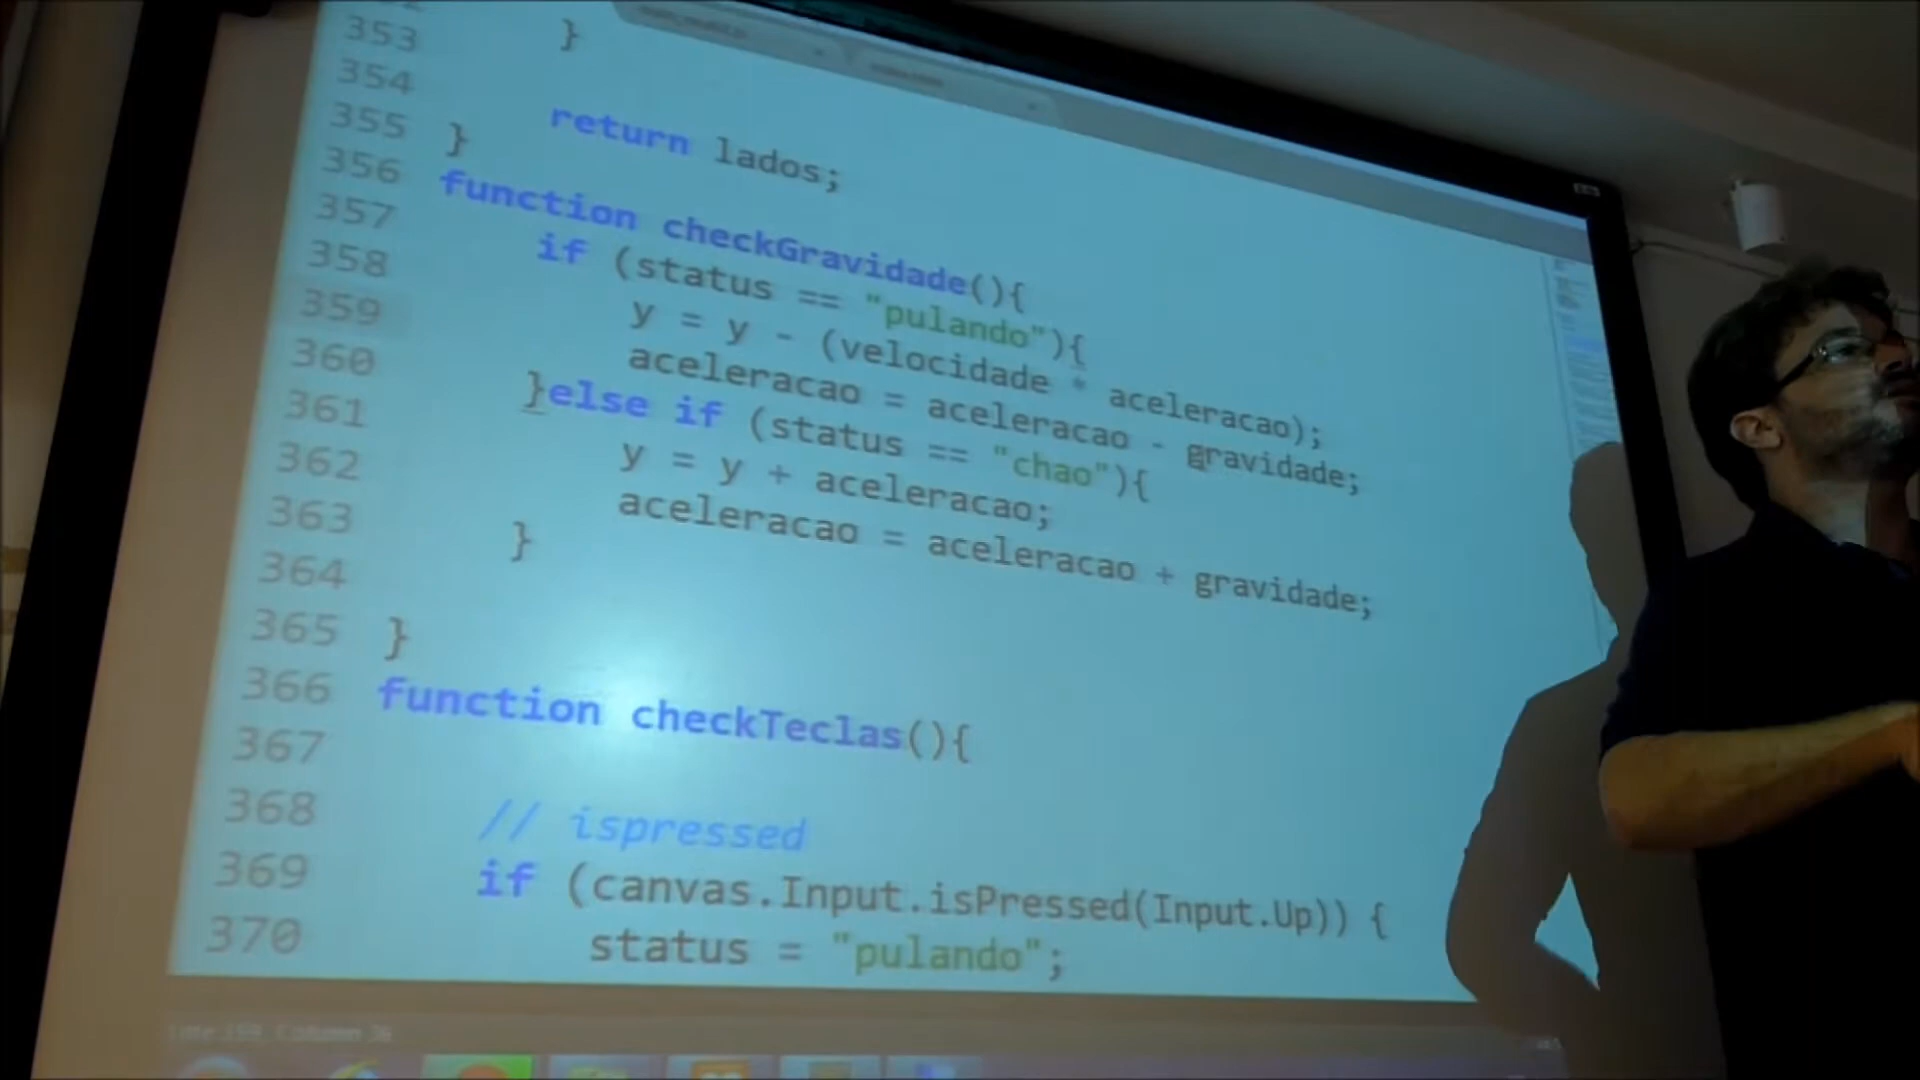 }
353
354 return lados;
355 }
356 function checkGravidade(){
357 if (status == "pulando"){
358 y = y - (velocidade * aceleracao);
359 aceleracao = aceleracao - gravidade;
360 }else if (status == "chao"){
361 y = y + aceleracao;
362 aceleracao = aceleracao + gravidade;
363 }
364
365 }
366 function checkTeclas(){
367
368 // ispressed
369 if (canvas.Input.isPressed(Input.Up)) {
370 status = "pulando";